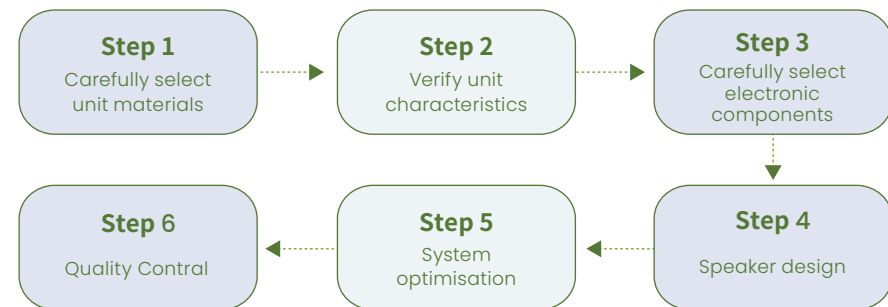 Step 1
Carefully select
unit materials
Step 2
Verify unit
characteristics
Step 3
Carefully select
electronic
components
Step 4
Speaker design
Step 5
System
optimisation
Step 6
Quality Contral